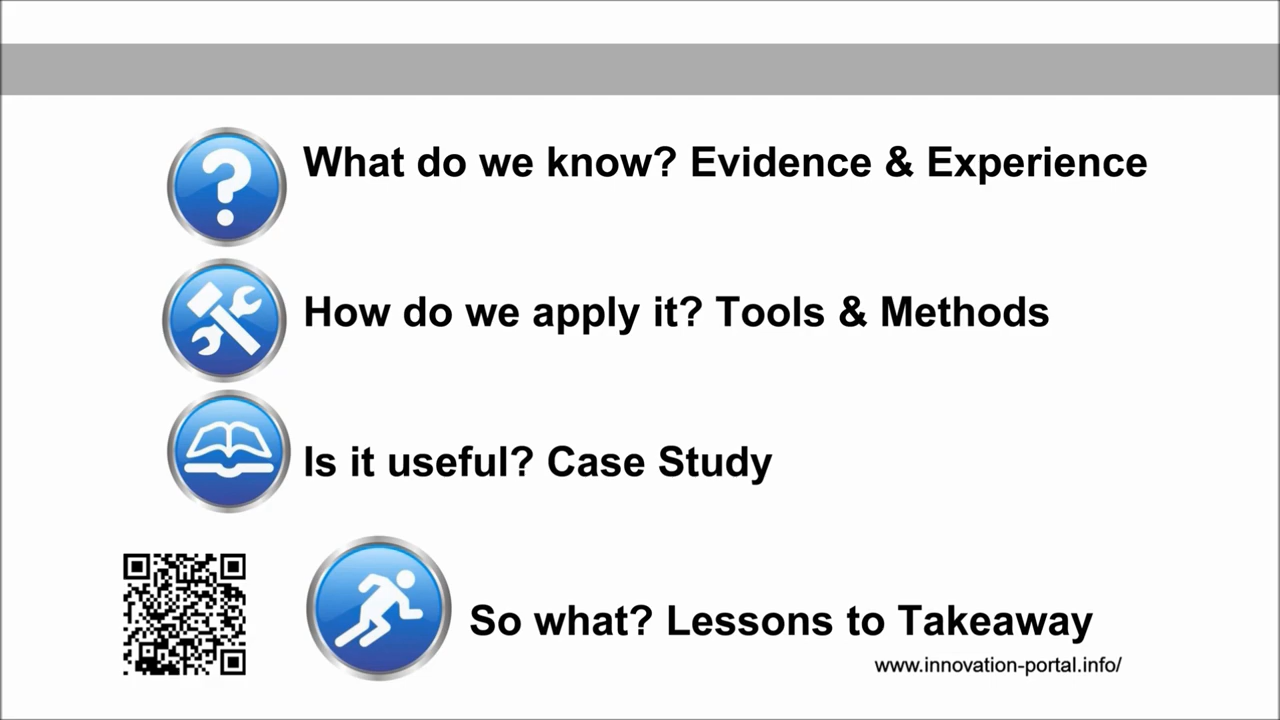 What do we know? Evidence & Experience
How do we apply it? Tools & Methods
Is it useful? Case Study
So what? Lessons to Takeaway
www.innovation-portal.info/